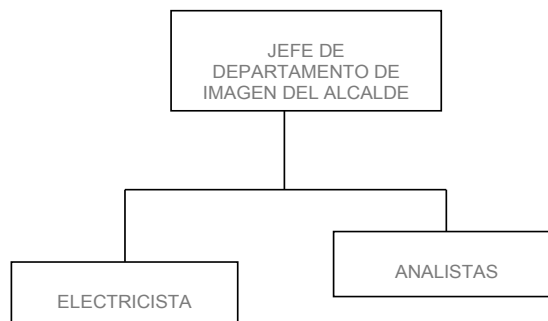 JEFE DE
DEPARTAMENTO DE
IMAGEN DEL ALCALDE
ANALISTAS
ELECTRICISTA